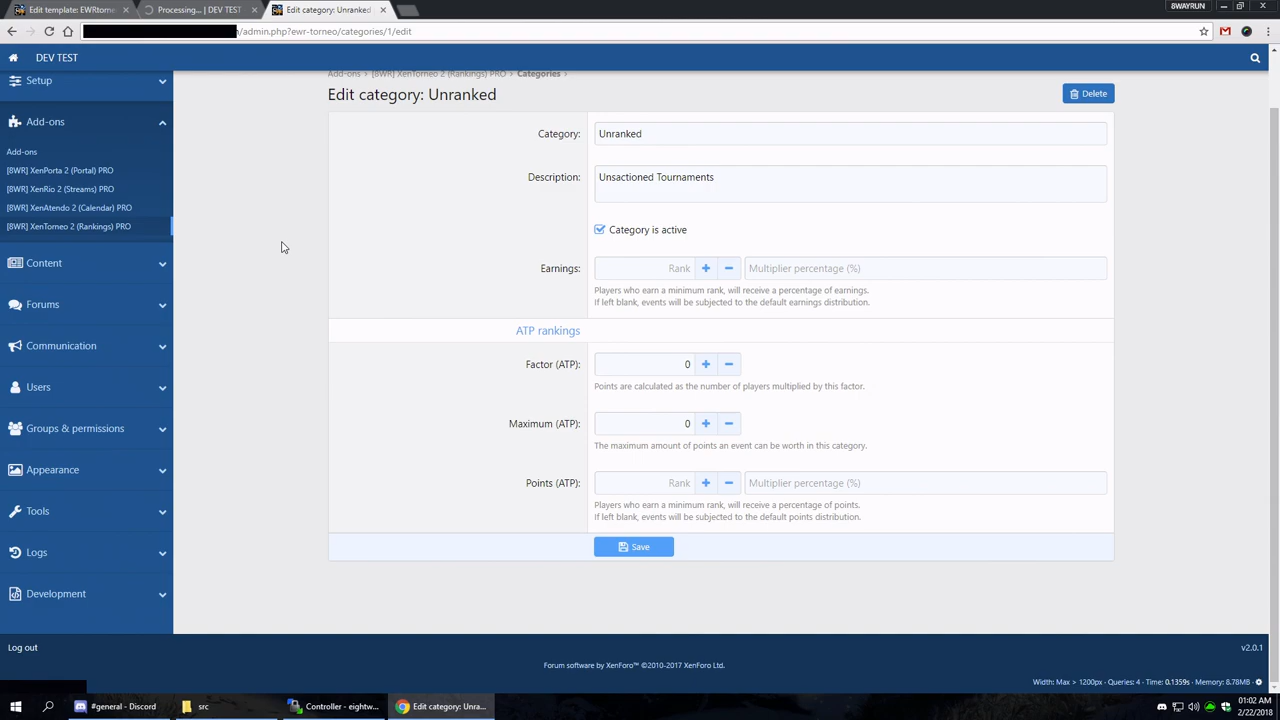 Edit template: EWRtorne
Processing... | DEV TEST
Edit category: Unranked
8WAYRUN
/admin.php?ewr-torneo/categories/1/edit
DEV TEST
Setup
Add-ons
Add-ons
[8WR] XenPorta 2 (Portal) PRO
[8WR] XenRio 2 (Streams) PRO
[8WR] XenAtendo 2 (Calendar) PRO
[8WR] XenTorneo 2 (Rankings) PRO
Content
Forums
Communication
Users
Groups & permissions
Appearance
Tools
Logs
Development
Log out
Add-ons > [8WR] XenTorneo 2 (Rankings) PRO > Categories >
Edit category: Unranked
Delete
Category: Unranked
Description: Unsactioned Tournaments
Category is active
Earnings: Rank Multiplier percentage (%)
Players who earn a minimum rank, will receive a percentage of earnings.
If left blank, events will be subjected to the default earnings distribution.
ATP rankings
Factor (ATP): 0
Points are calculated as the number of players multiplied by this factor.
Maximum (ATP): 0
The maximum amount of points an event can be worth in this category.
Points (ATP): Rank Multiplier percentage (%)
Players who earn a minimum rank, will receive a percentage of points.
If left blank, events will be subjected to the default points distribution.
Save
v2.0.1
Forum software by XenForo™ ©2010-2017 XenForo Ltd.
Width: Max > 1200px · Queries: 4 · Time: 0.1359s · Memory: 8.78MB ·
#general - Discord
src
Controller - eightw...
Edit category: Unra...
01:02 AM
2/22/2018